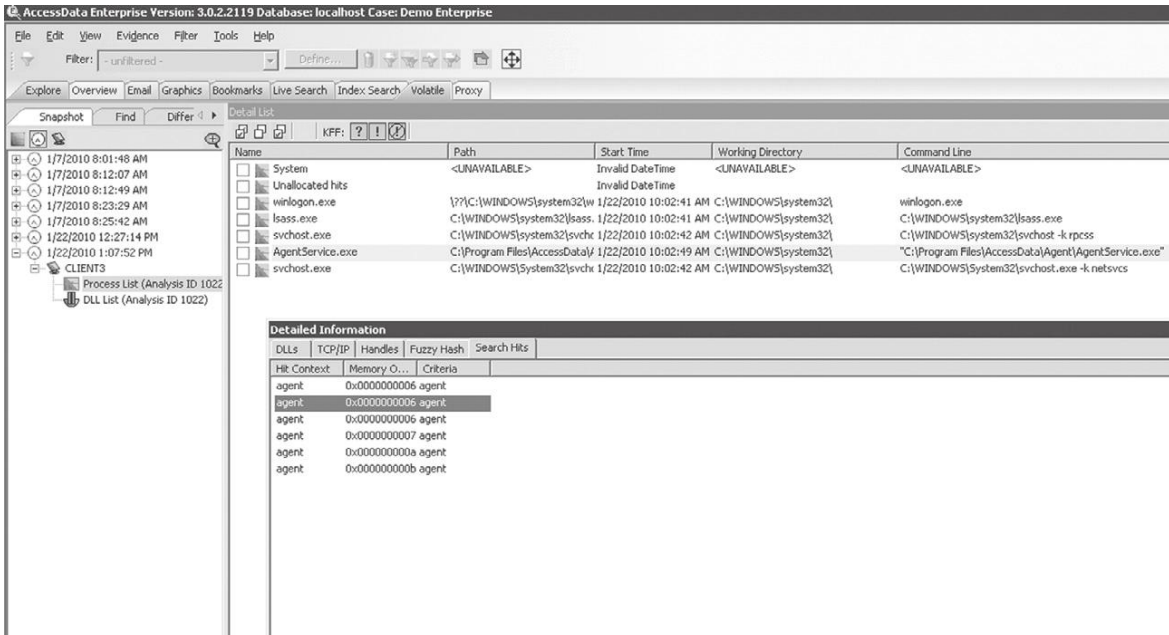 AccessData Enterprise Version: 3.0.2.2119 Database: localhost Case: Demo Enterprise
File Edit View Evidence Filter Tools Help
Filter: - unfiltered - Define...
Explore Overview Email Graphics Bookmarks Live Search Index Search Volatile Proxy
Snapshot Find Differ
1/7/2010 8:01:48 AM
1/7/2010 8:12:07 AM
1/7/2010 8:12:49 AM
1/7/2010 8:23:29 AM
1/7/2010 8:25:42 AM
1/22/2010 12:27:14 PM
1/22/2010 1:07:52 PM
CLIENT3
Process List (Analysis ID 1022
DLL List (Analysis ID 1022)
Detail List
KFF: ? !
Name Path Start Time Working Directory Command Line
System <UNAVAILABLE> Invalid DateTime <UNAVAILABLE> <UNAVAILABLE>
Unallocated hits Invalid DateTime
winlogon.exe \??\C:\WINDOWS\system32\w 1/22/2010 10:02:41 AM C:\WINDOWS\system32\ winlogon.exe
lsass.exe C:\WINDOWS\system32\lsass. 1/22/2010 10:02:41 AM C:\WINDOWS\system32\ C:\WINDOWS\system32\lsass.exe
svchost.exe C:\WINDOWS\system32\svchc 1/22/2010 10:02:42 AM C:\WINDOWS\system32\ C:\WINDOWS\system32\svchost -k rpcss
AgentService.exe C:\Program Files\AccessData\A 1/22/2010 10:02:49 AM C:\WINDOWS\system32\ "C:\Program Files\AccessData\Agent\AgentService.exe"
svchost.exe C:\WINDOWS\System32\svch 1/22/2010 10:02:42 AM C:\WINDOWS\system32\ C:\WINDOWS\System32\svchost.exe -k netsvcs
Detailed Information
DLLs TCP/IP Handles Fuzzy Hash Search Hits
Hit Context Memory O... Criteria
agent 0x0000000006 agent
agent 0x0000000006 agent
agent 0x0000000006 agent
agent 0x0000000007 agent
agent 0x000000000a agent
agent 0x000000000b agent